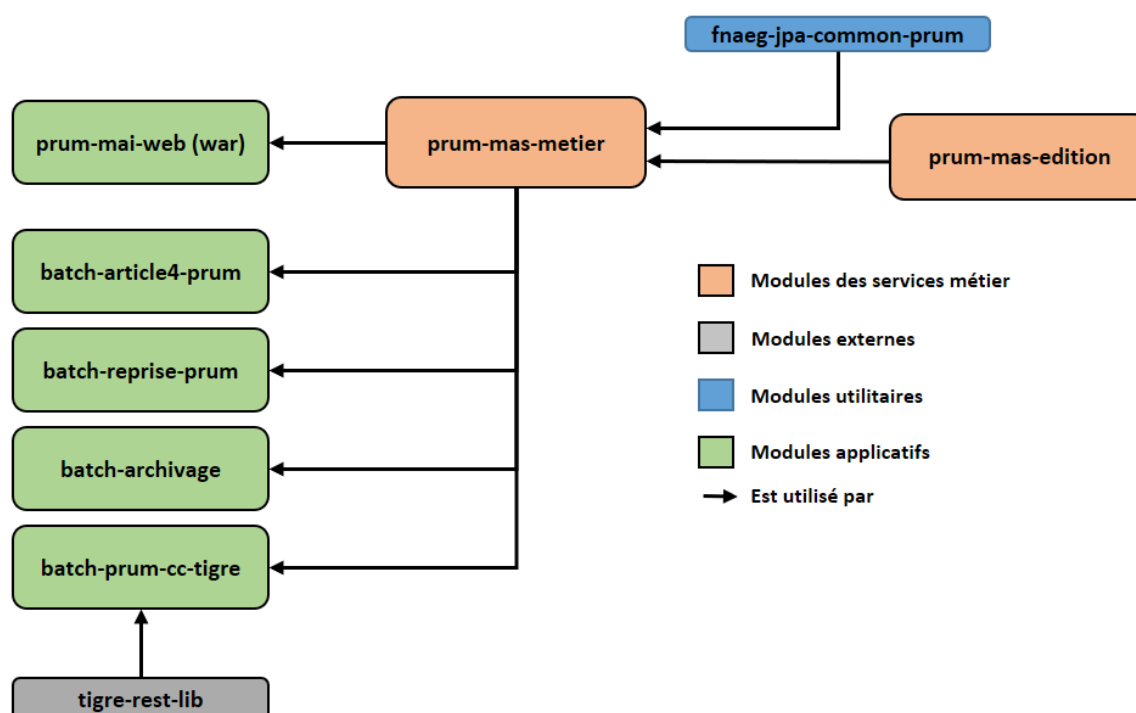 fnaeg-jpa-common-prum
prum-mai-web (war)
prum-mas-metier
prum-mas-edition
batch-article4-prum
batch-reprise-prum
batch-archivage
batch-prum-cc-tigre
tigre-rest-lib
Modules des services métier
Modules externes
Modules utilitaires
Modules applicatifs
Est utilisé par